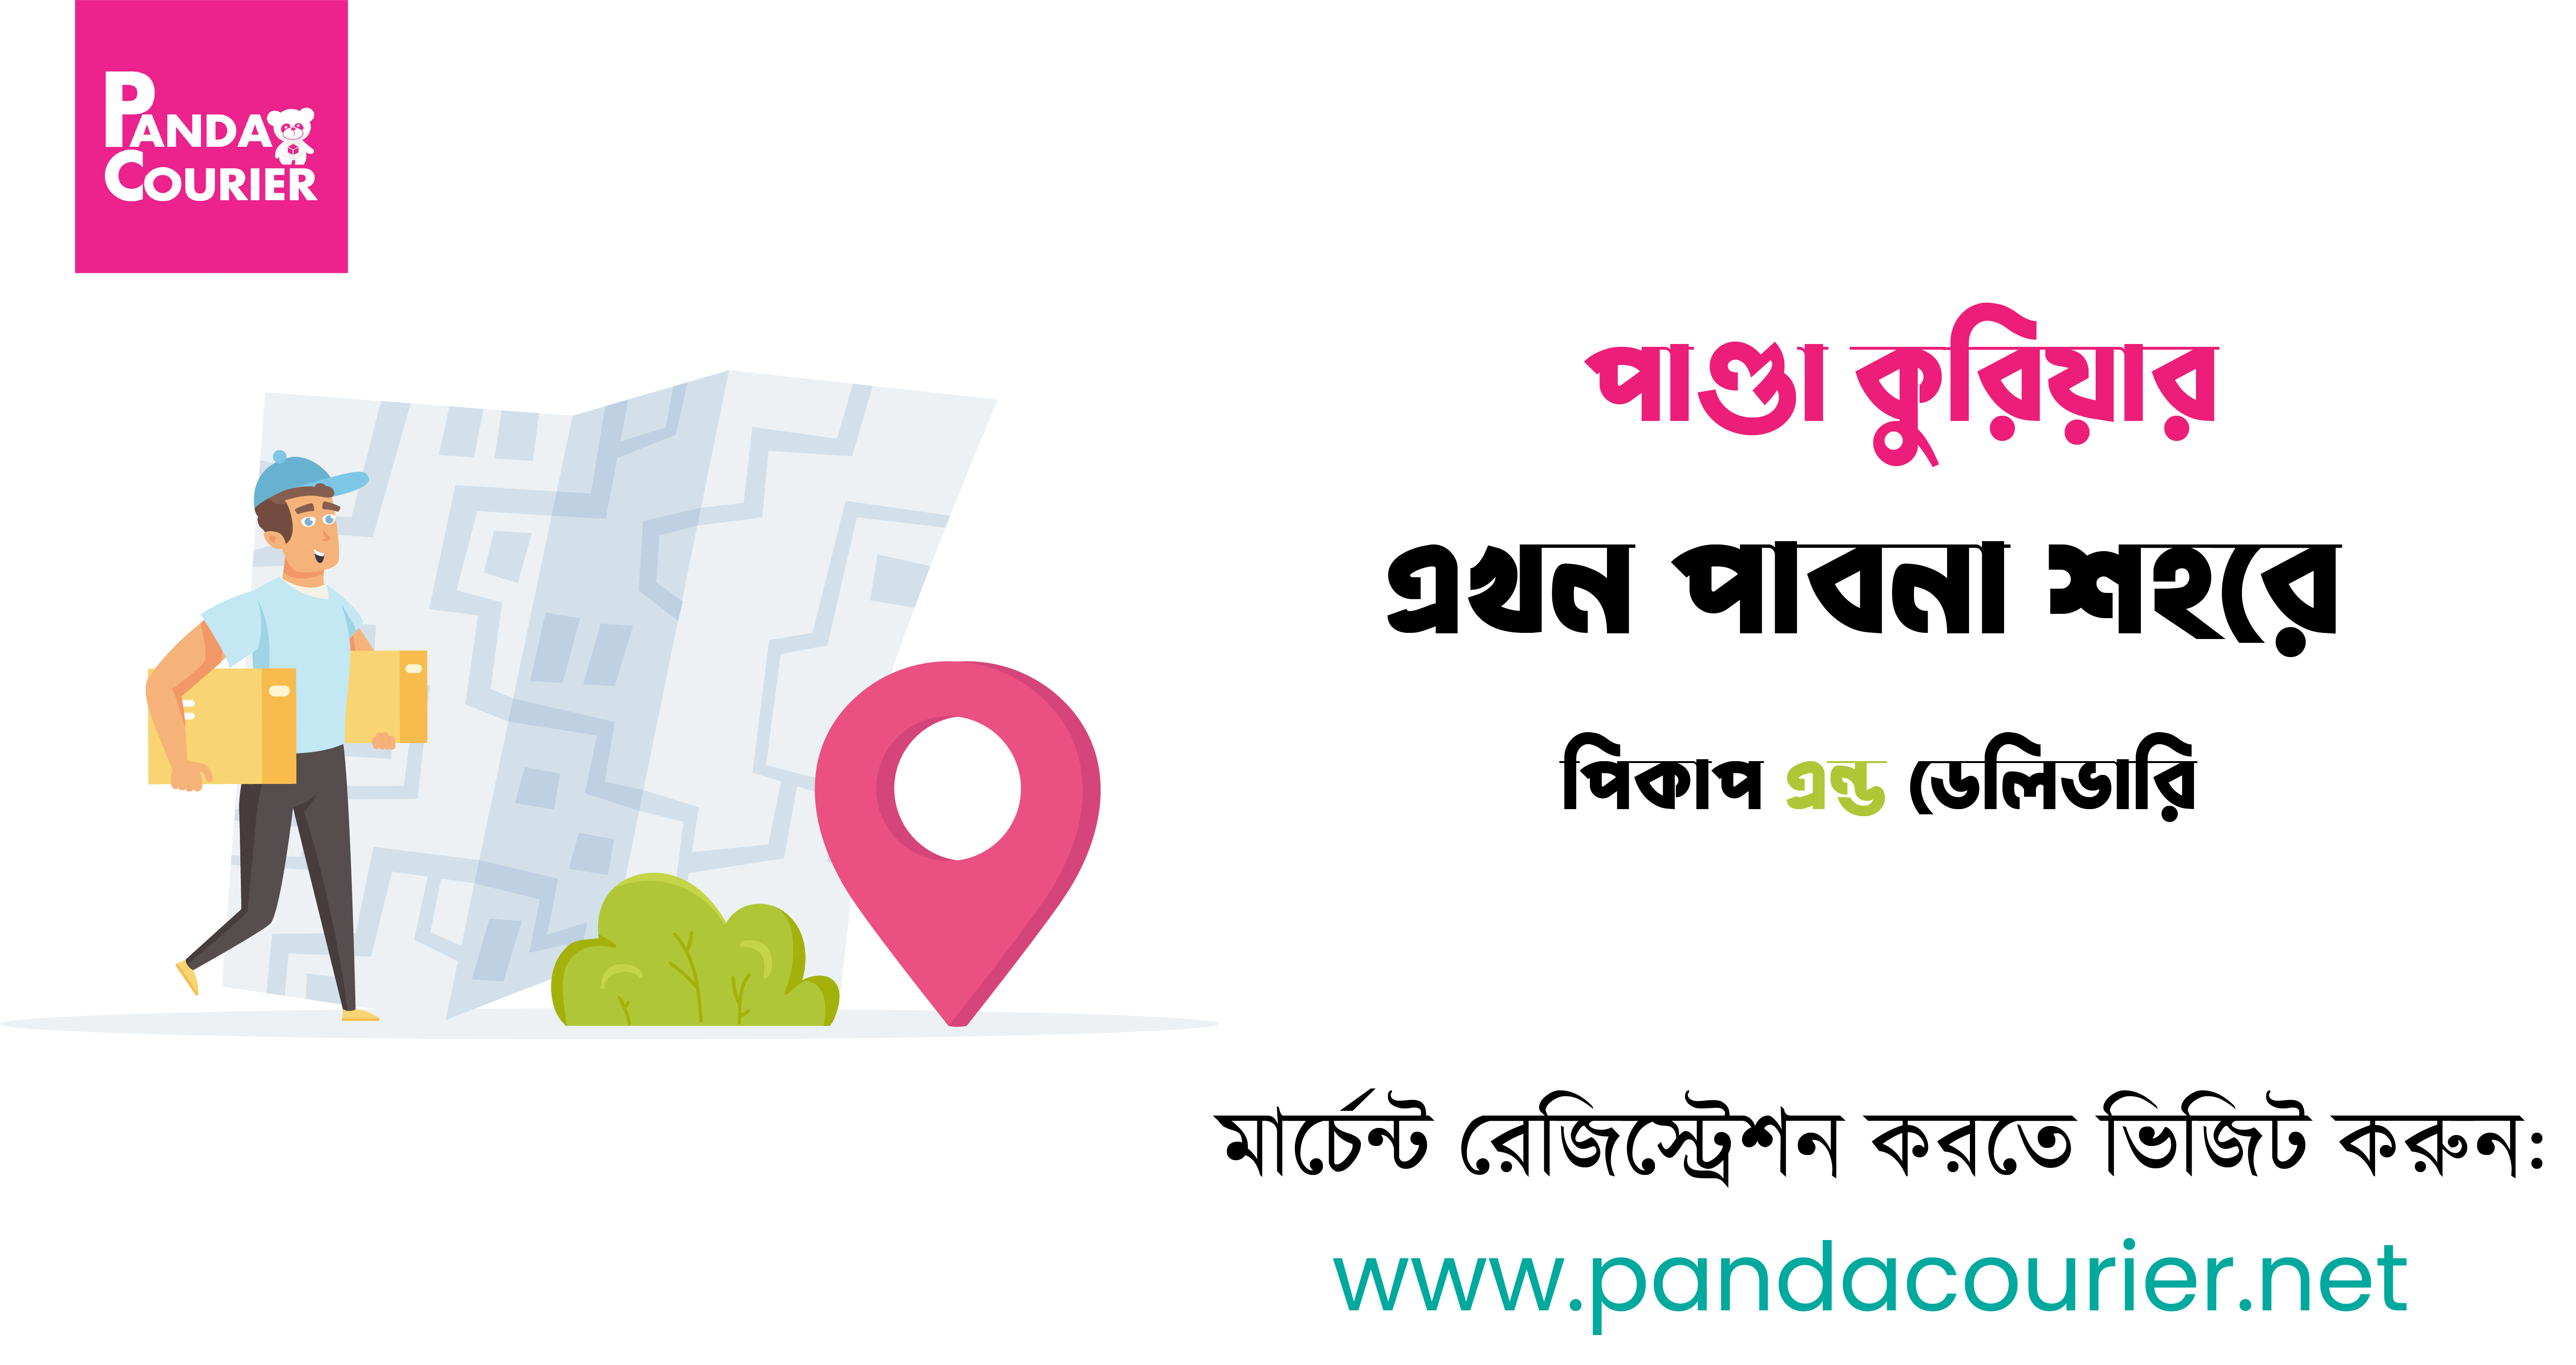 PANDA
COURIER
পাণ্ডা কুরিয়ার
এখন পাবনা শহরে
পিকাপ এন্ড ডেলিভারি
মার্চেন্ট রেজিস্ট্রেশন করতে ভিজিট করুন:
www.pandacourier.net